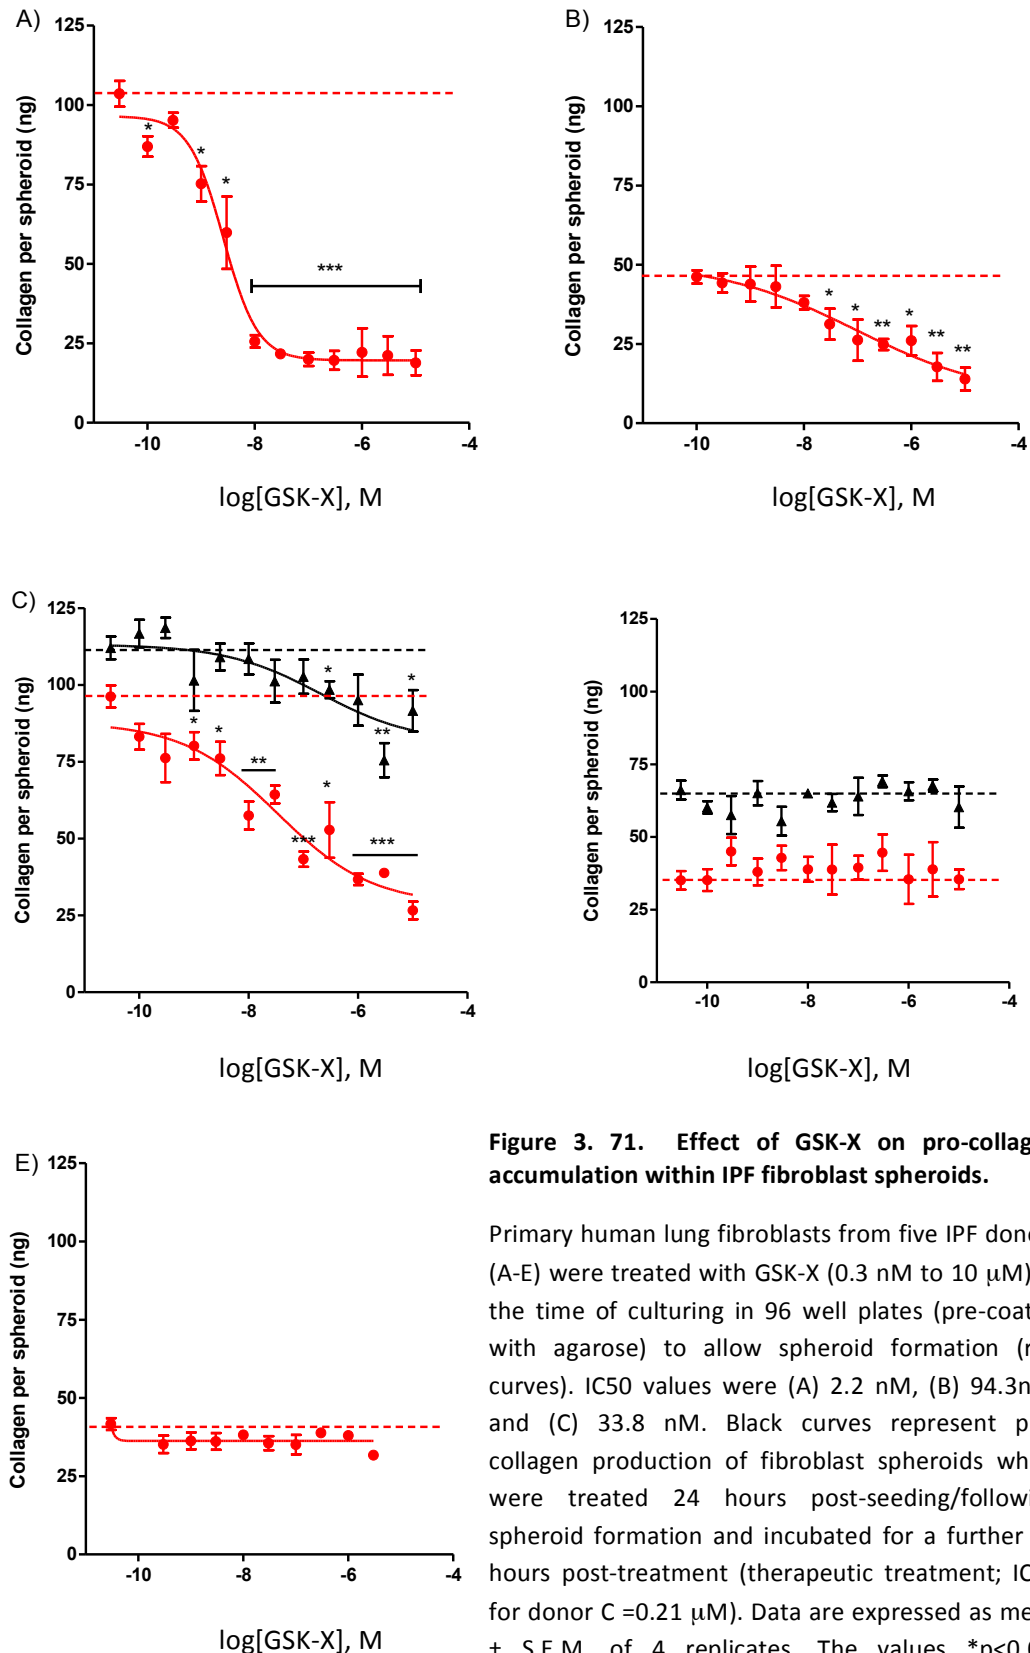 A)
125
100
75
50
25
0
Collagen per spheroid (ng)
*
*
*
***
-10
-8
-6
-4
log[GSK-X], M
B)
125
100
75
50
25
0
Collagen per spheroid (ng)
*
*
**
*
**
**
-10
-8
-6
-4
log[GSK-X], M
C)
125
100
75
50
25
0
Collagen per spheroid (ng)
*
*
**
*
*
**
***
*
***
-10
-8
-6
-4
log[GSK-X], M
125
100
75
50
25
0
Collagen per spheroid (ng)
-10
-8
-6
-4
log[GSK-X], M
E)
125
100
75
50
25
0
Collagen per spheroid (ng)
-10
-8
-6
-4
log[GSK-X], M
Figure 3. 71. Effect of GSK-X on pro-collag
accumulation within IPF fibroblast spheroids.
Primary human lung fibroblasts from five IPF dono
(A-E) were treated with GSK-X (0.3 nM to 10 μM)
the time of culturing in 96 well plates (pre-coat
with agarose) to allow spheroid formation (r
curves). IC50 values were (A) 2.2 nM, (B) 94.3n
and (C) 33.8 nM. Black curves represent p
collagen production of fibroblast spheroids wh
were treated 24 hours post-seeding/followi
spheroid formation and incubated for a further
hours post-treatment (therapeutic treatment; IC
for donor C =0.21 μM). Data are expressed as me
± S.E.M. of 4 replicates. The values *p<0.0